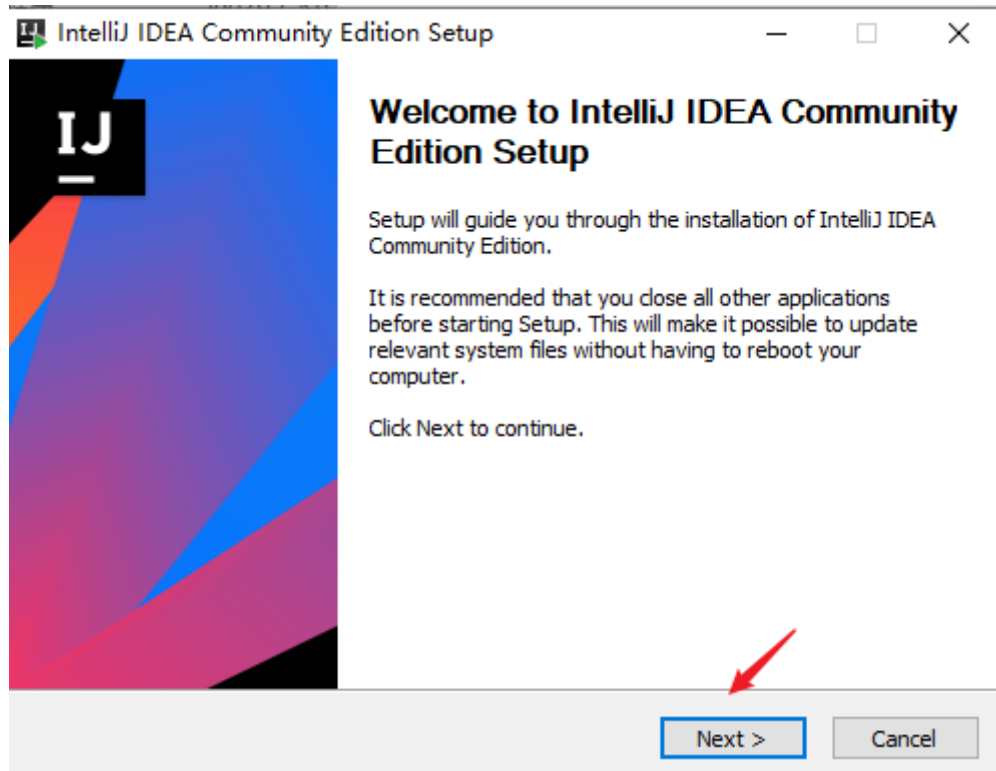 IntelliJ IDEA Community Edition Setup
IJ
Welcome to IntelliJ IDEA Community
Edition Setup
Setup will guide you through the installation of IntelliJ IDEA
Community Edition.
It is recommended that you close all other applications
before starting Setup. This will make it possible to update
relevant system files without having to reboot your
computer.
Click Next to continue.
Next >
Cancel